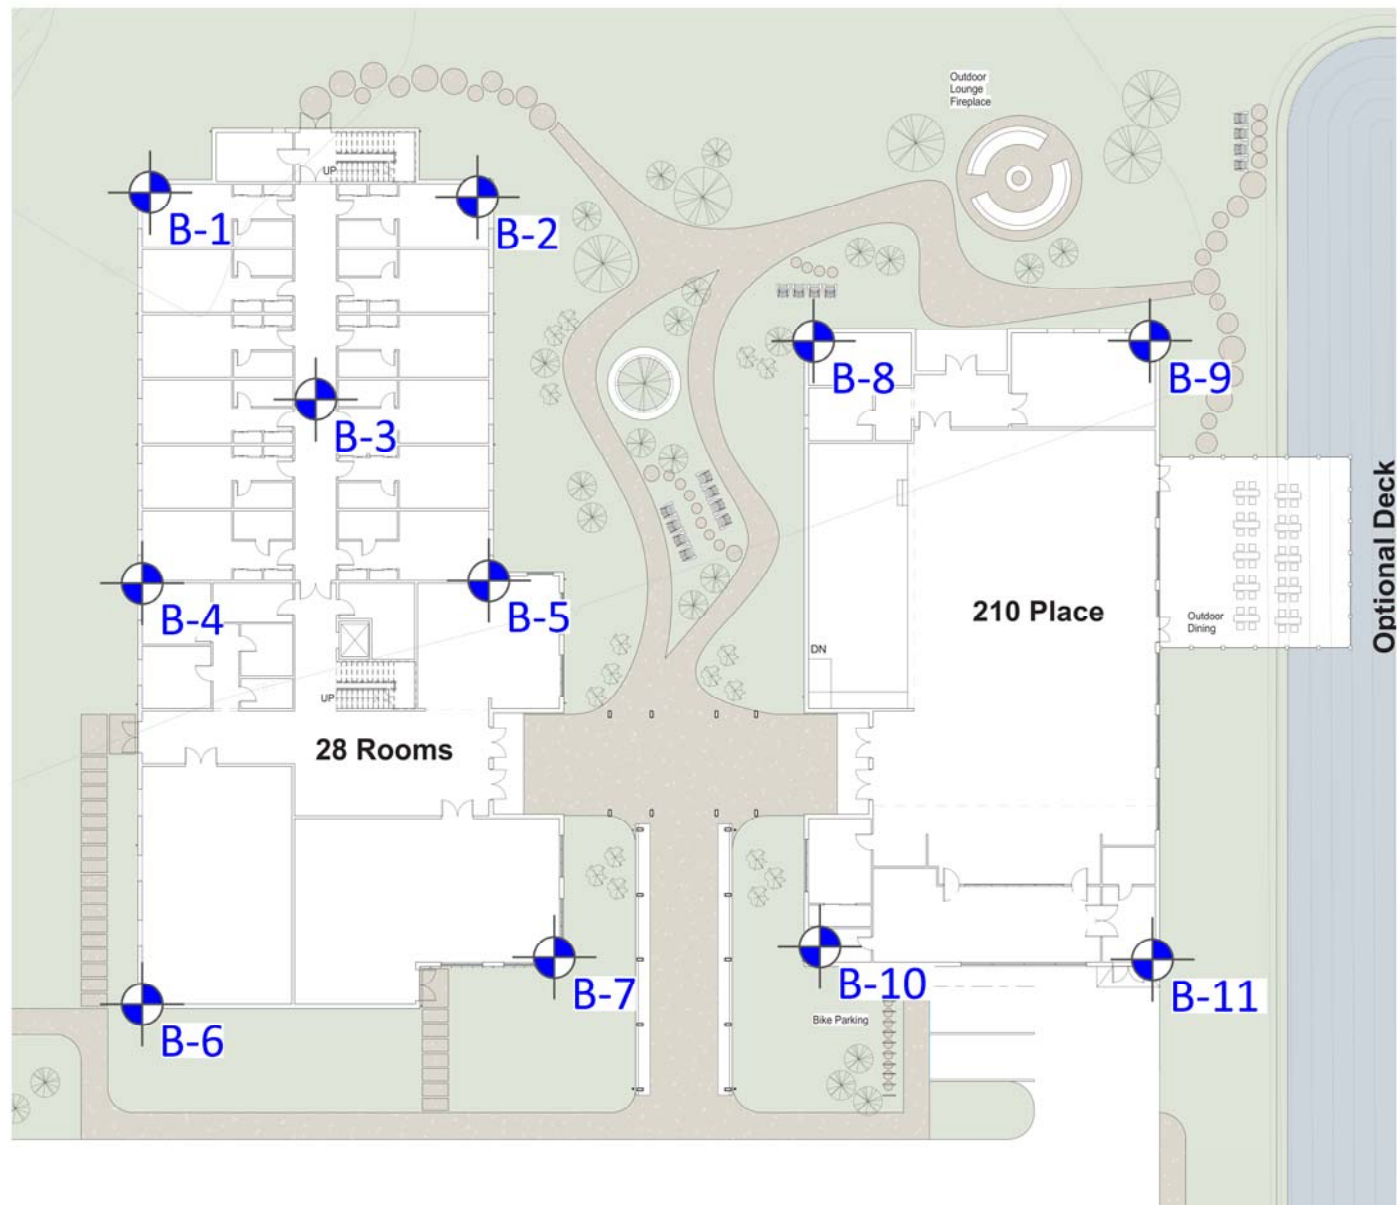 Outdoor
Lounge
Fireplace
UP
B-1
B-2
B-8
B-9
B-3
B-4
B-5
210 Place
Outdoor
Dining
Optional Deck
DN
UP
28 Rooms
B-7
B-10
B-11
B-6
Bike Parking